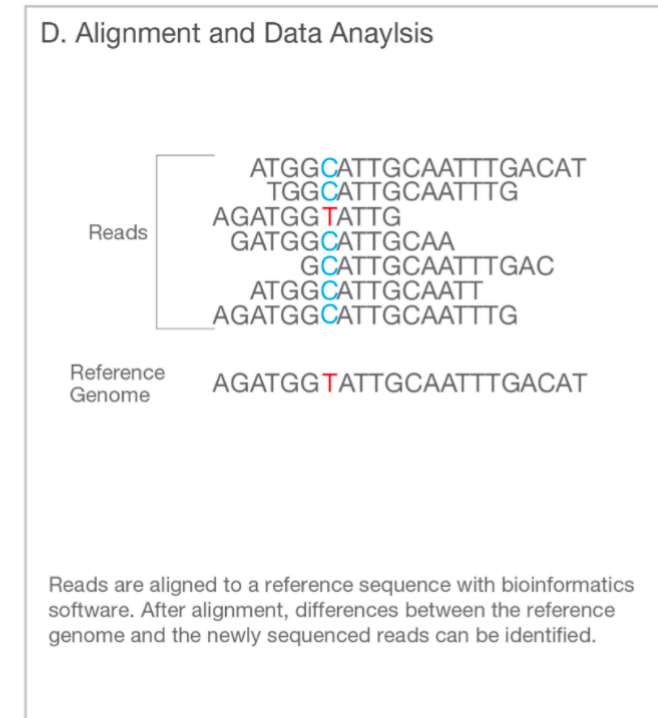 D. Alignment and Data Anaylsis
ATGGCATTGCAATTTGACAT
TGGCATTGCAATTTG
AGATGGTATTG
GATGGCATTGCAA
GCATTGCAATTTGAC
ATGGCATTGCAATT
AGATGGCATTGCAATTTG
Reads
Reference
Genome
AGATGGTATTGCAATTTGACAT
Reads are aligned to a reference sequence with bioinformatics
software. After alignment, differences between the reference
genome and the newly sequenced reads can be identified.